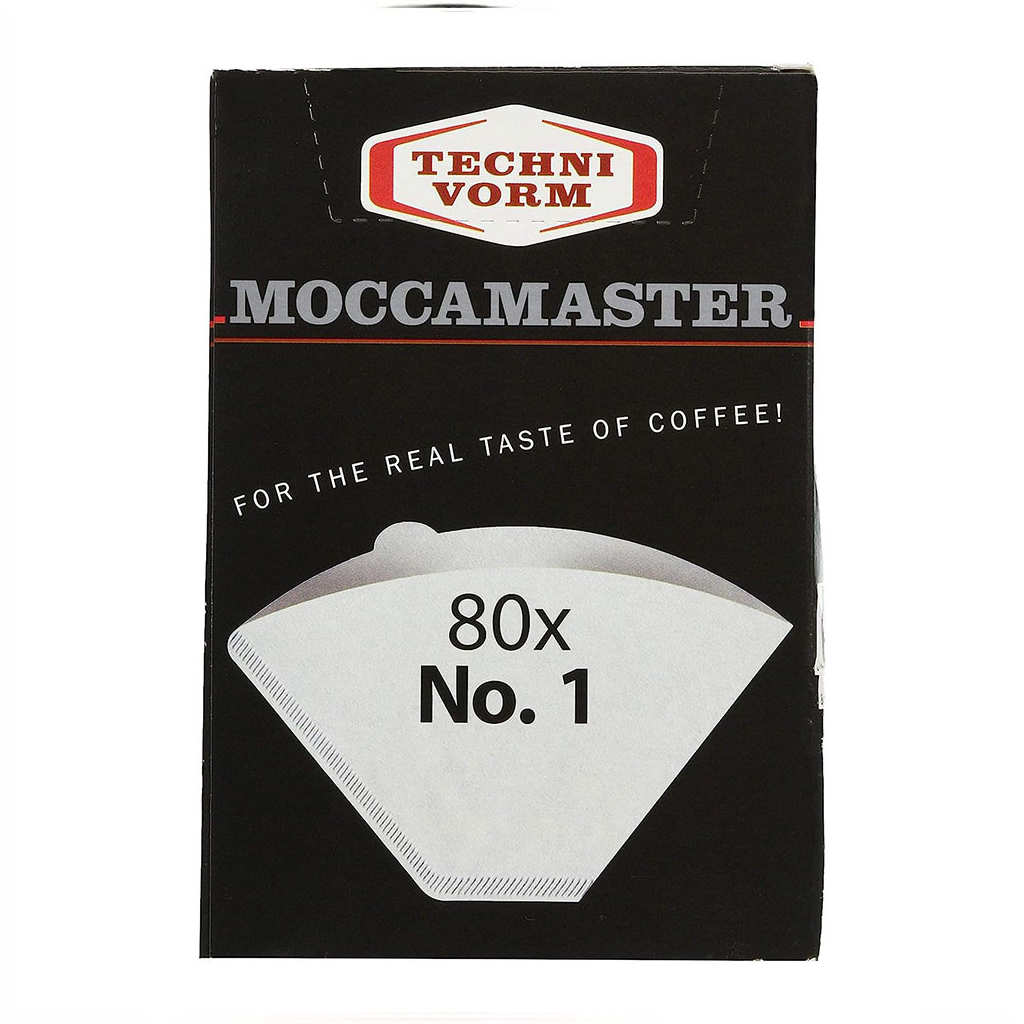 TECHNI
VORM
MOCCAMASTER
FOR THE REAL TASTE OF COFFEE!
80x
No. 1